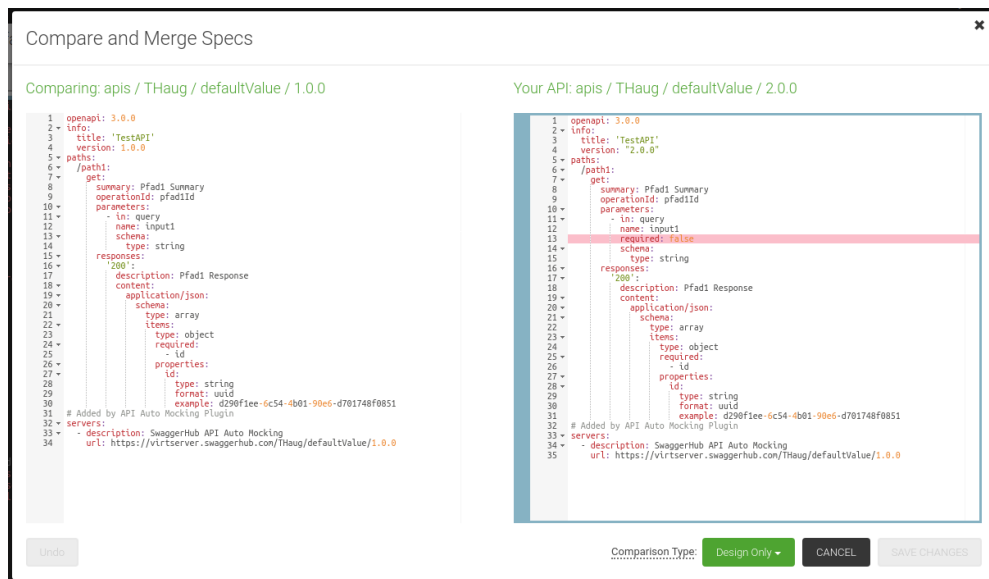 Compare and Merge Specs
Comparing: apis / THaug / defaultValue / 1.0.0
1 openapi: 3.0.0
2 info:
3 title: 'TestAPI'
4 version: 1.0.0
5 paths:
6 /path1:
7 get:
8 summary: Pfad1 Summary
9 operationId: pfad1Id
10 parameters:
11 - in: query
12 name: input1
13 schema:
14 type: string
15 responses:
16 '200':
17 description: Pfad1 Response
18 content:
19 application/json:
20 schema:
21 type: array
22 items:
23 type: object
24 required:
25 - id
26 properties:
27 id:
28 type: string
29 format: uuid
30 example: d290f1ee-6c54-4b01-90e6-d701748f0851
31 # Added by API Auto Mocking Plugin
32 servers:
33 - description: SwaggerHub API Auto Mocking
34 url: https://virtserver.swaggerhub.com/THaug/defaultValue/1.0.0
Your API: apis / THaug / defaultValue / 2.0.0
1 openapi: 3.0.0
2 info:
3 title: 'TestAPI'
4 version: "2.0.0"
5 paths:
6 /path1:
7 get:
8 summary: Pfad1 Summary
9 operationId: pfad1Id
10 parameters:
11 - in: query
12 name: input1
13 required: false
14 schema:
15 type: string
16 responses:
17 '200':
18 description: Pfad1 Response
19 content:
20 application/json:
21 schema:
22 type: array
23 items:
24 type: object
25 required:
26 - id
27 properties:
28 id:
29 type: string
30 format: uuid
31 example: d290f1ee-6c54-4b01-90e6-d701748f0851
32 # Added by API Auto Mocking Plugin
33 servers:
34 - description: SwaggerHub API Auto Mocking
35 url: https://virtserver.swaggerhub.com/THaug/defaultValue/1.0.0
Undo
Comparison Type: Design Only CANCEL SAVE CHANGES